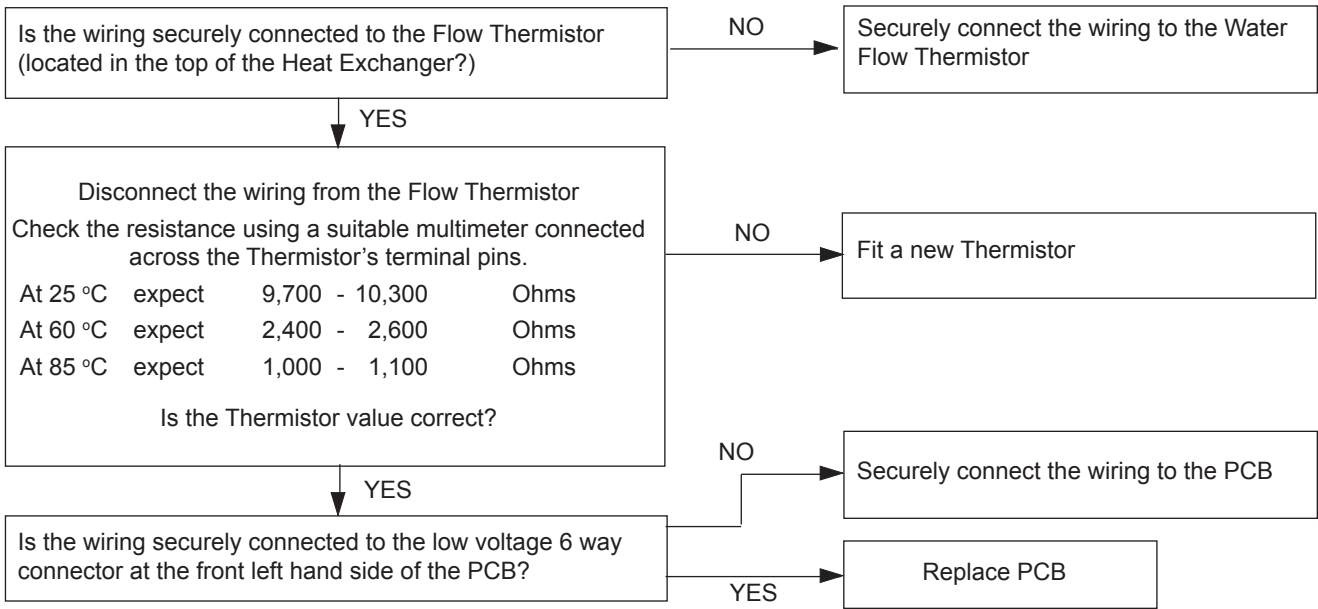 Is the wiring securely connected to the Flow Thermistor
(located in the top of the Heat Exchanger?)
NO
Securely connect the wiring to the Water
Flow Thermistor
YES
Disconnect the wiring from the Flow Thermistor
Check the resistance using a suitable multimeter connected
across the Thermistor's terminal pins.
At 25 °C expect 9,700 - 10,300 Ohms
At 60 °C expect 2,400 - 2,600 Ohms
At 85 °C expect 1,000 - 1,100 Ohms
Is the Thermistor value correct?
NO
Fit a new Thermistor
YES
Is the wiring securely connected to the low voltage 6 way
connector at the front left hand side of the PCB?
NO
Securely connect the wiring to the PCB
YES
Replace PCB